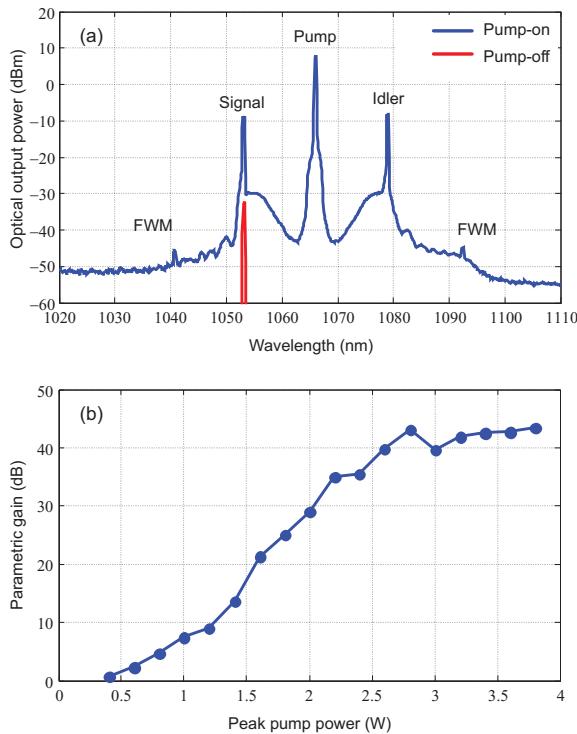 (a)
Pump
Pump-on
Pump-off
Signal
Idler
FWM
FWM
Optical output power (dBm)
20
10
0
−10
−20
−30
−40
−50
−60
1020 1030 1040 1050 1060 1070 1080 1090 1100 1110
Wavelength (nm)
(b)
Parametric gain (dB)
50
40
30
20
10
0
0 0.5 1 1.5 2 2.5 3 3.5 4
Peak pump power (W)